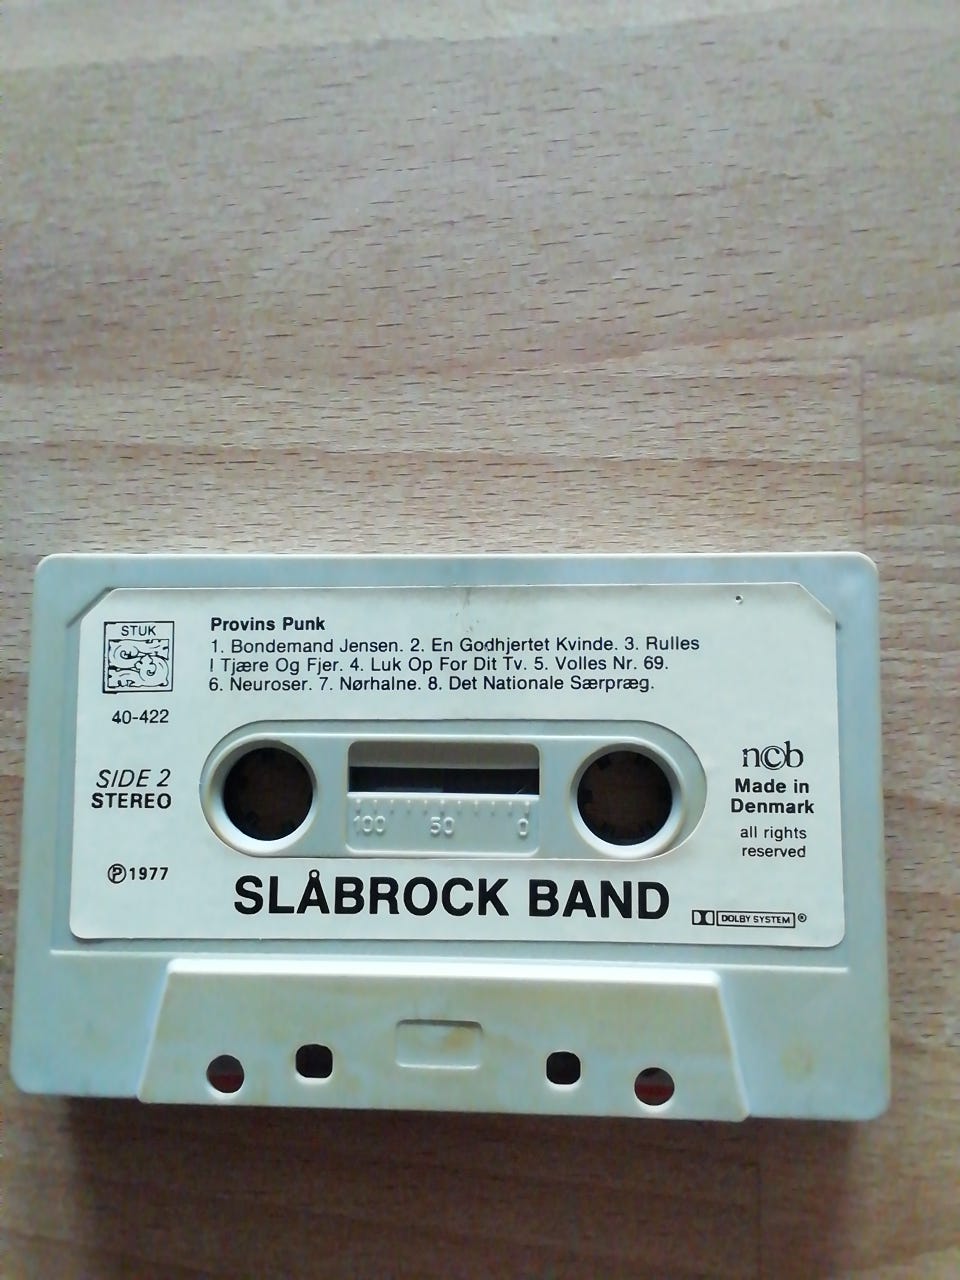 STUK
40-422
SIDE 2
STEREO
Ⓟ1977
Provins Punk
1. Bondemand Jensen. 2. En Godhjertet Kvinde. 3. Rulles
I Tjære Og Fjer. 4. Luk Op For Dit Tv. 5. Volles Nr. 69.
6. Neuroser. 7. Nørhalne. 8. Det Nationale Særpræg.
100 50 0
ncb
Made in
Denmark
all rights
reserved
SLÅBROCK BAND
DOLBY SYSTEM ®